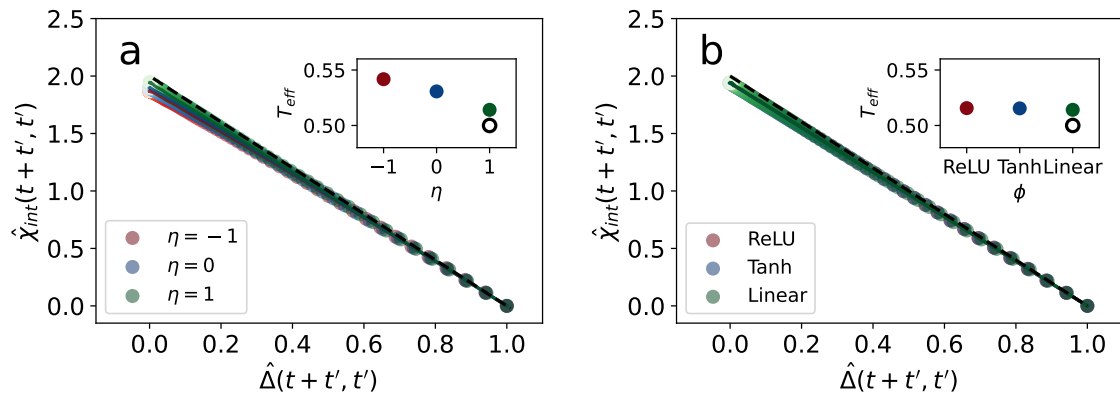 a
2.5
2.0
1.5
1.0
0.5
0.0
χ̂_int(t + t′, t′)
0.0 0.2 0.4 0.6 0.8 1.0
Δ̂(t + t′, t′)
η = −1
η = 0
η = 1
0.55
0.50
T_eff
−1 0 1
η
b
2.5
2.0
1.5
1.0
0.5
0.0
χ̂_int(t + t′, t′)
0.0 0.2 0.4 0.6 0.8 1.0
Δ̂(t + t′, t′)
ReLU
Tanh
Linear
0.55
0.50
T_eff
ReLU Tanh Linear
ϕ